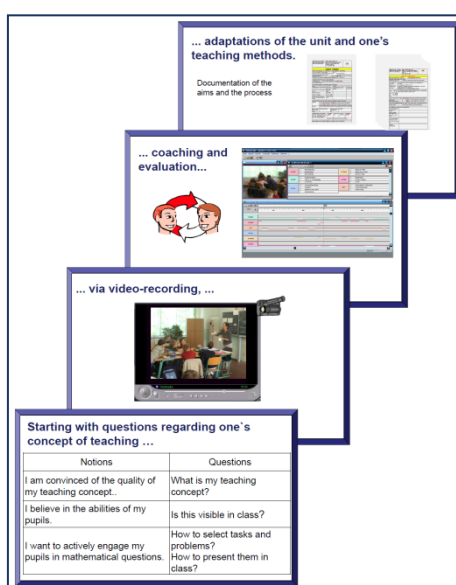 ... adaptations of the unit and one's
teaching methods.
Documentation of the
aims and the process
... coaching and
evaluation...
... via video-recording, ...
Starting with questions regarding one`s
concept of teaching ...
Notions
Questions
I am convinced of the quality of
my teaching concept..
What is my teaching
concept?
I believe in the abilities of my
pupils.
Is this visible in class?
I want to actively engage my
pupils in mathematical questions.
How to select tasks and
problems?
How to present them in
class?